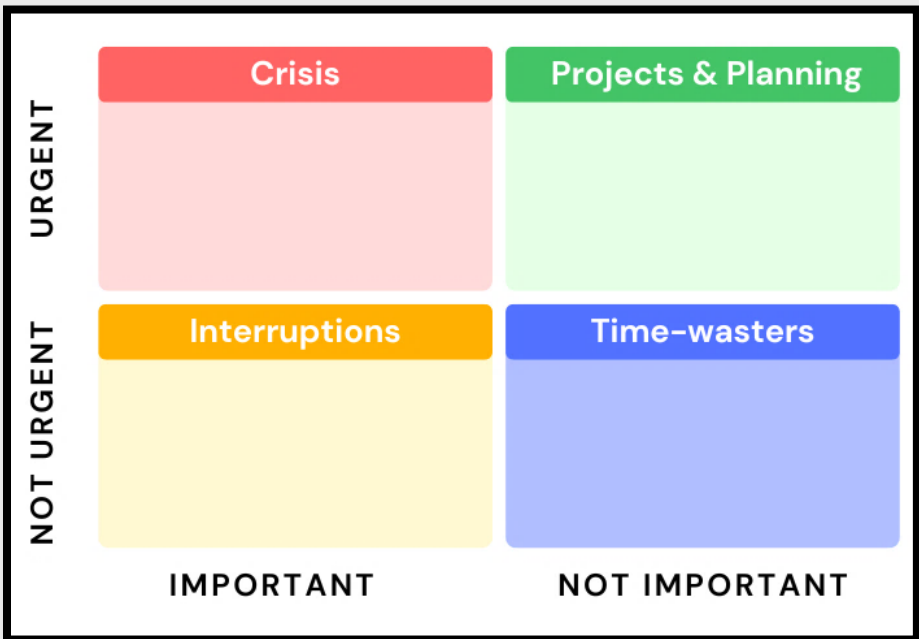 URGENT
Crisis
Projects & Planning
NOT URGENT
Interruptions
Time-wasters
IMPORTANT
NOT IMPORTANT